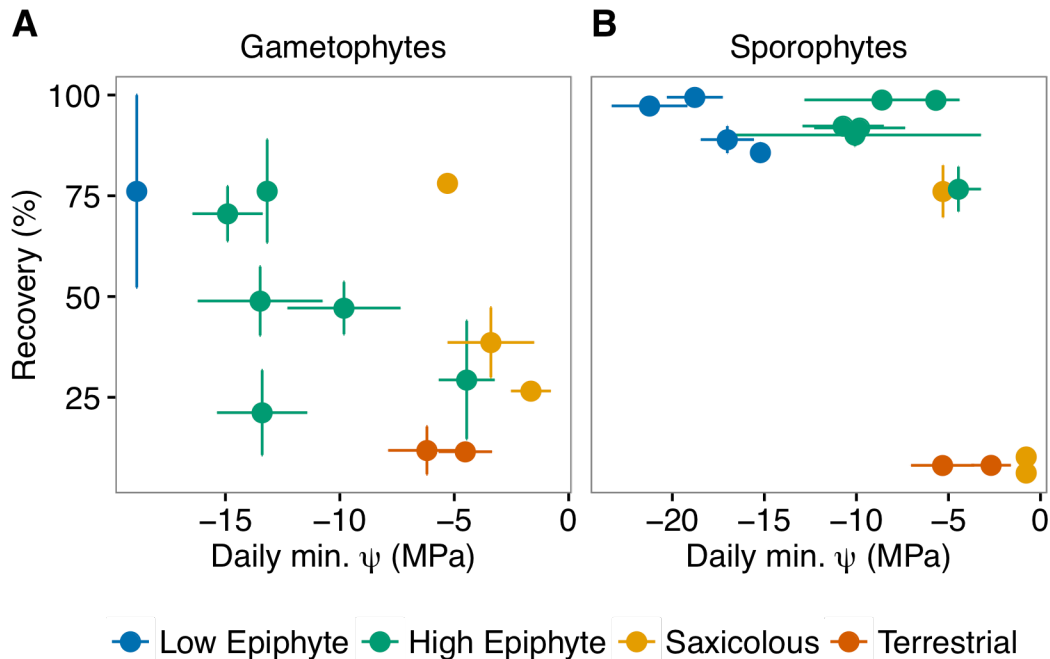 A
B
Gametophytes
Sporophytes
Recovery (%)
100
75
50
25
−15
−10
−5
0
−20
−15
−10
−5
0
Daily min. ψ (MPa)
Daily min. ψ (MPa)
Low Epiphyte
High Epiphyte
Saxicolous
Terrestrial